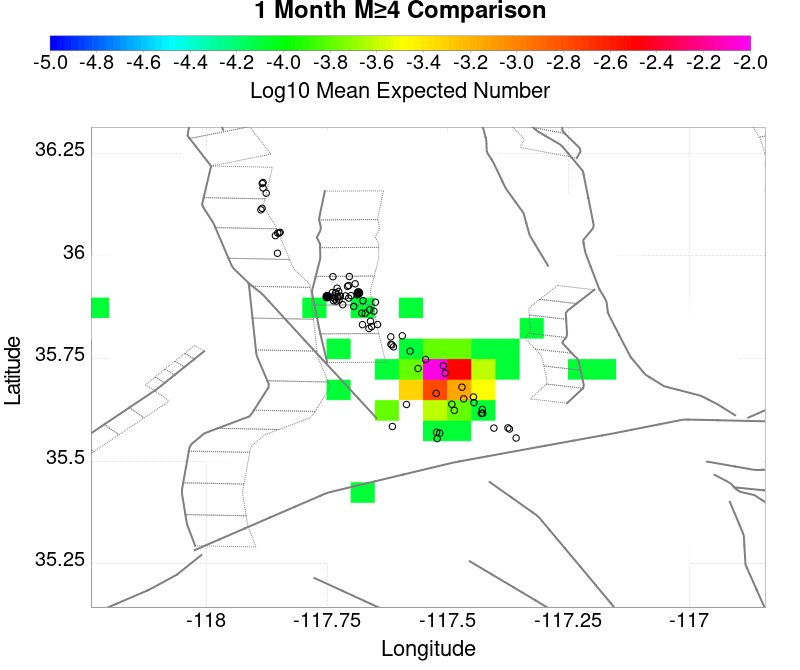 1 Month M≥4 Comparison
-5.0 -4.8 -4.6 -4.4 -4.2 -4.0 -3.8 -3.6 -3.4 -3.2 -3.0 -2.8 -2.6 -2.4 -2.2 -2.0
Log10 Mean Expected Number
36.25
36
35.75
35.5
35.25
Latitude
-118 -117.75 -117.5 -117.25 -117
Longitude